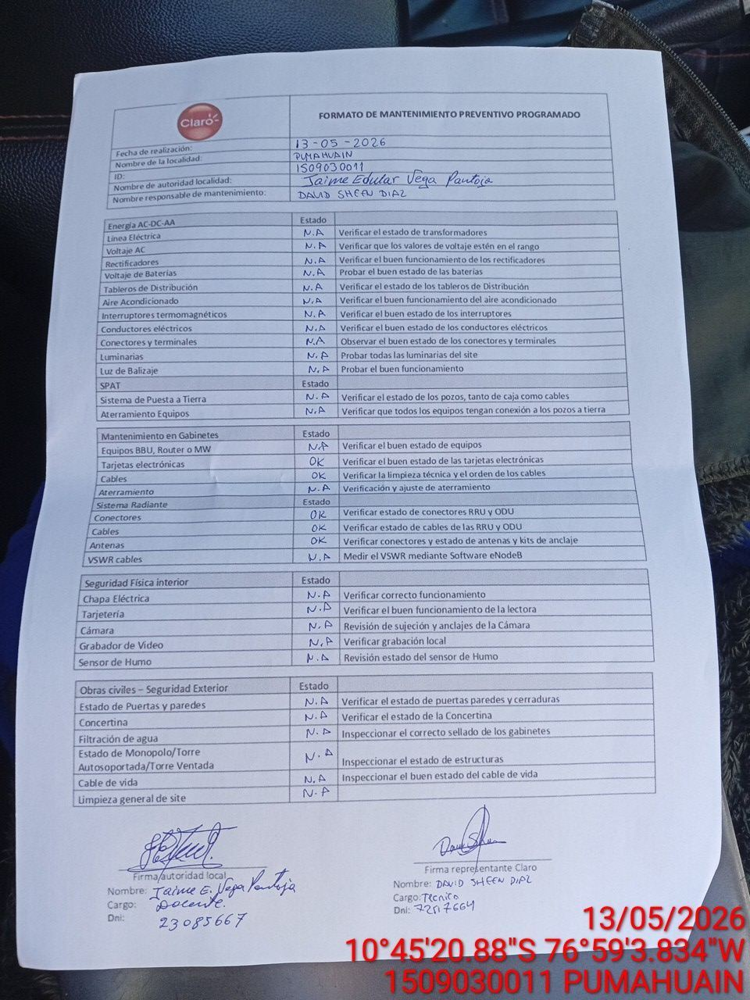 Claro
FORMATO DE MANTENIMIENTO PREVENTIVO PROGRAMADO
Fecha de realización: 13-05-2026
Nombre de la localidad: PUMAHUAIN
ID: 1509030011
Nombre de autoridad localidad: Jaime Edular Vega Pantoja
Nombre responsable de mantenimiento: DAVID SHEEN DIAZ
Energía AC-DC-AA Estado
Línea Eléctrica N.A Verificar el estado de transformadores
Voltaje AC N.A Verificar que los valores de voltaje estén en el rango
Rectificadores N.A Verificar el buen funcionamiento de los rectificadores
Voltaje de Baterías N.A Probar el buen estado de las baterías
Tableros de Distribución N.A Verificar el estado de los tableros de Distribución
Aire Acondicionado N.A Verificar el buen funcionamiento del aire acondicionado
Interruptores termomagnéticos N.A Verificar el buen estado de los interruptores
Conductores eléctricos N.A Verificar el buen estado de los conductores eléctricos
Conectores y terminales N.A Observar el buen estado de los conectores y terminales
Luminarias N.A Probar todas las luminarias del site
Luz de Balizaje N.A Probar el buen funcionamiento
SPAT Estado
Sistema de Puesta a Tierra N.A Verificar el estado de los pozos, tanto de caja como cables
Aterramiento Equipos N.A Verificar que todos los equipos tengan conexión a los pozos a tierra
Mantenimiento en Gabinetes Estado
Equipos BBU, Router o MW N.A Verificar el buen estado de equipos
Tarjetas electrónicas OK Verificar el buen estado de las tarjetas electrónicas
Cables OK Verificar la limpieza técnica y el orden de los cables
Aterramiento N.A Verificación y ajuste de aterramiento
Sistema Radiante Estado
Conectores OK Verificar estado de conectores RRU y ODU
Cables OK Verificar estado de cables de las RRU y ODU
Antenas OK Verificar conectores y estado de antenas y kits de anclaje
VSWR cables N.A Medir el VSWR mediante Software eNodeB
Seguridad Física interior Estado
Chapa Eléctrica N.A Verificar correcto funcionamiento
Tarjetería N.A Verificar el buen funcionamiento de la lectora
Cámara N.A Revisión de sujeción y anclajes de la Cámara
Grabador de Video N.A Verificar grabación local
Sensor de Humo N.A Revisión estado del sensor de Humo
Obras civiles – Seguridad Exterior Estado
Estado de Puertas y paredes N.A Verificar el estado de puertas paredes y cerraduras
Concertina N.A Verificar el estado de la Concertina
Filtración de agua N.A Inspeccionar el correcto sellado de los gabinetes
Estado de Monopolo/Torre
Autosoportada/Torre Ventada N.A Inspeccionar el estado de estructuras
Cable de vida N.A Inspeccionar el buen estado del cable de vida
Limpieza general de site N.A
Firma/autoridad local
Nombre: Jaime E. Vega Pantoja
Cargo: Docente.
Dni: 23085667
Firma representante Claro
Nombre: DAVID SHEEN DIAZ
Cargo: Técnico
Dni: 72517664
13/05/2026
10°45'20.88"S 76°59'3.834"W
1509030011 PUMAHUAIN